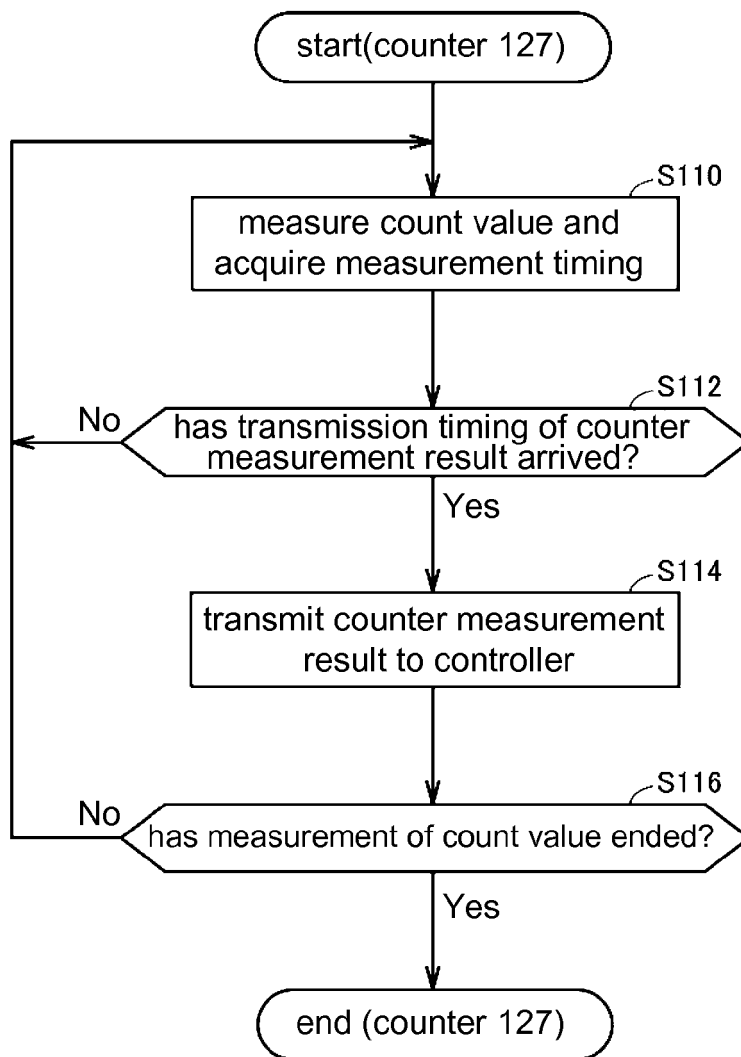 start(counter 127)
S110
measure count value and
acquire measurement timing
S112
No
has transmission timing of counter
measurement result arrived?
Yes
S114
transmit counter measurement
result to controller
S116
No
has measurement of count value ended?
Yes
end (counter 127)